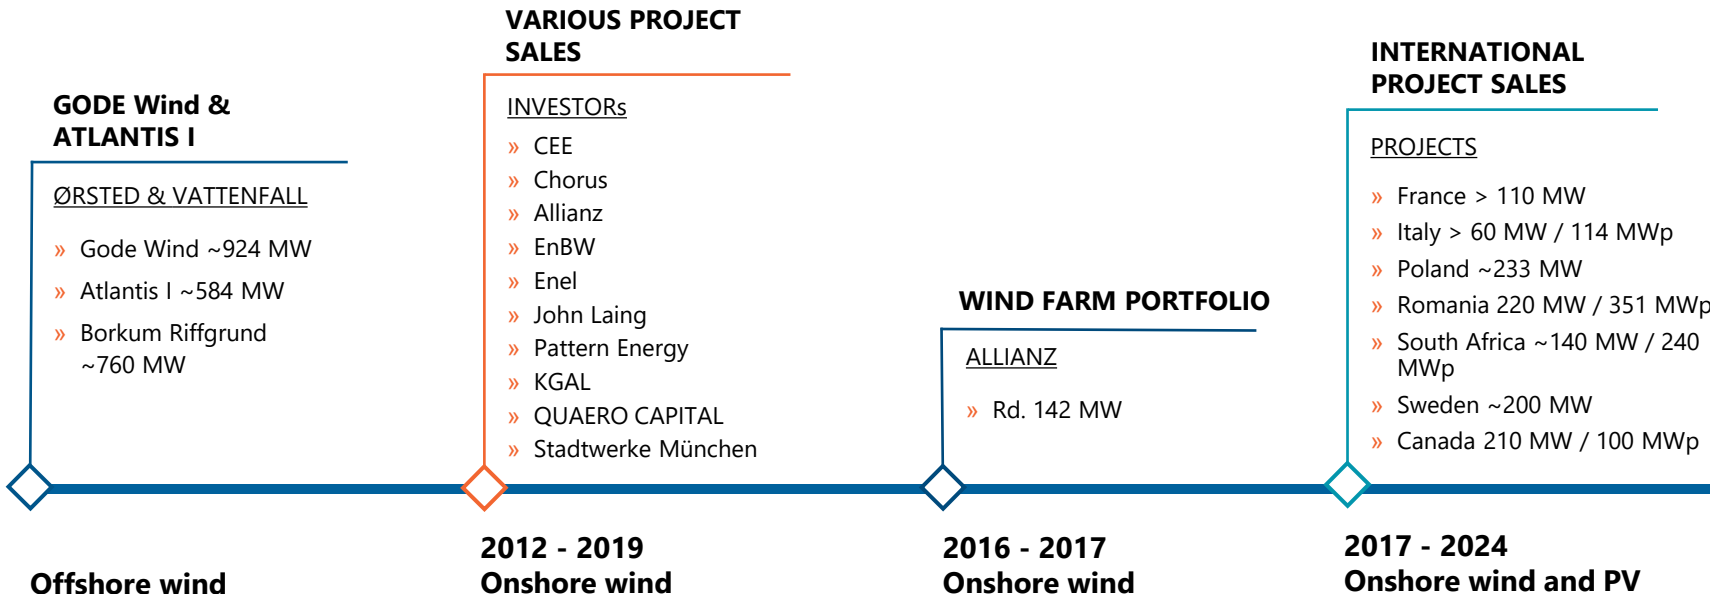 GODE Wind &
ATLANTIS I
ØRSTED & VATTENFALL
» Gode Wind ~924 MW
» Atlantis I ~584 MW
» Borkum Riffgrund
~760 MW
Offshore wind
VARIOUS PROJECT
SALES
INVESTORs
» CEE
» Chorus
» Allianz
» EnBW
» Enel
» John Laing
» Pattern Energy
» KGAL
» QUAERO CAPITAL
» Stadtwerke München
2012 - 2019
Onshore wind
WIND FARM PORTFOLIO
ALLIANZ
» Rd. 142 MW
2016 - 2017
Onshore wind
INTERNATIONAL
PROJECT SALES
PROJECTS
» France > 110 MW
» Italy > 60 MW / 114 MWp
» Poland ~233 MW
» Romania 220 MW / 351 MWp
» South Africa ~140 MW / 240
MWp
» Sweden ~200 MW
» Canada 210 MW / 100 MWp
2017 - 2024
Onshore wind and PV